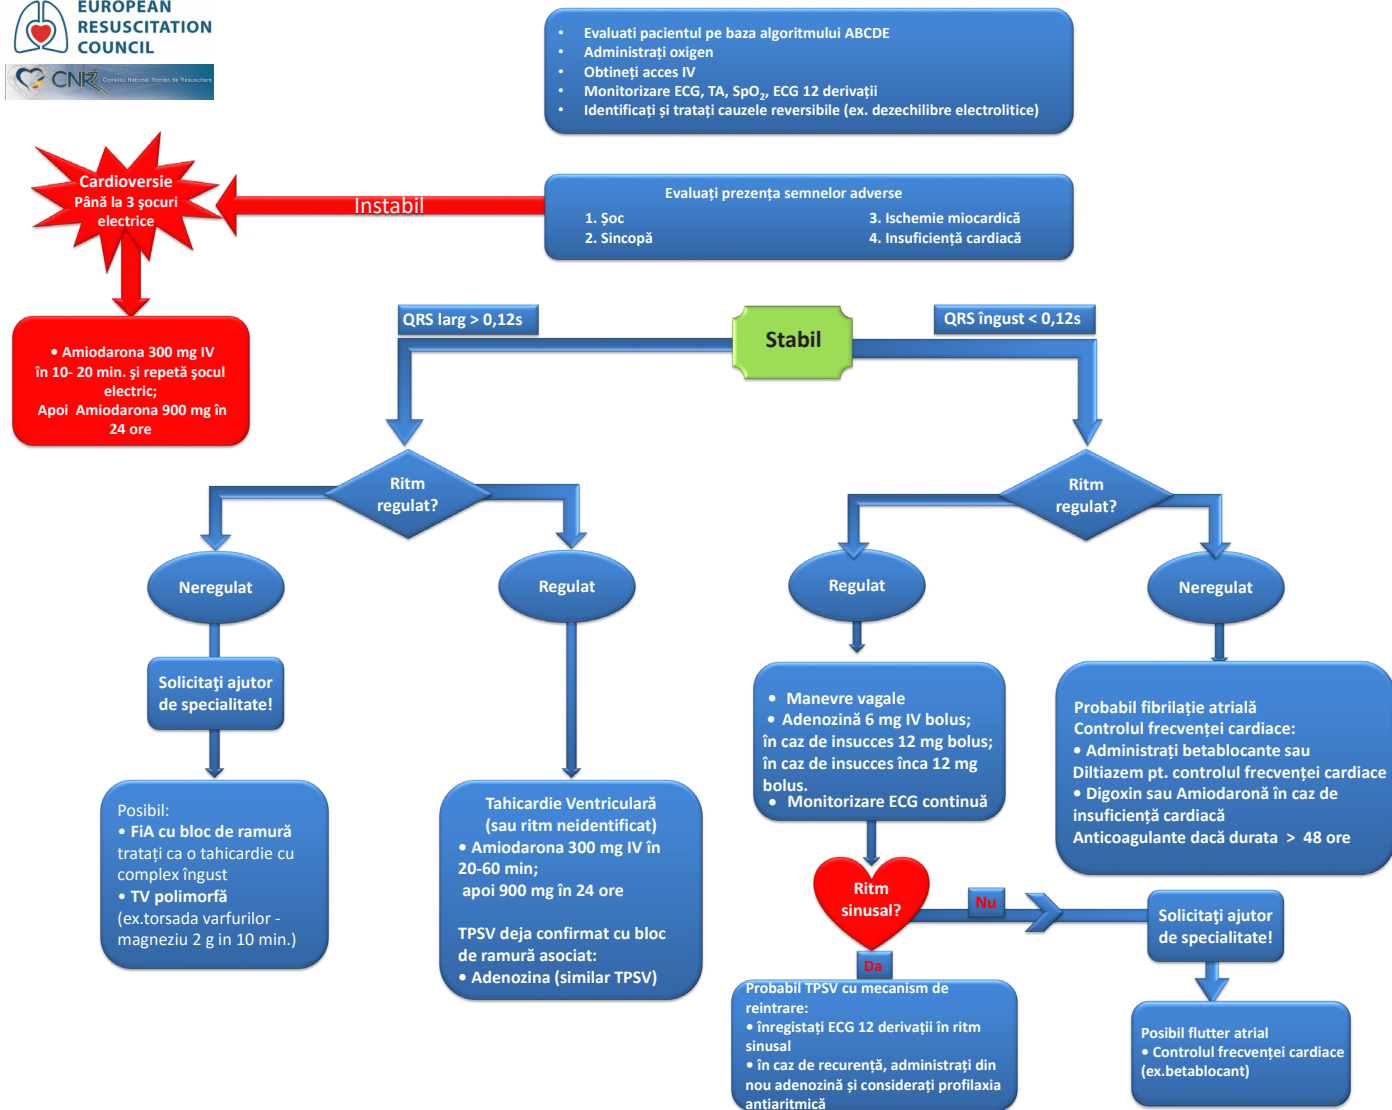 EUROPEAN
RESUSCITATION
COUNCIL
CNR Consiliul Național Român de Resuscitare
• Evaluati pacientul pe baza algoritmului ABCDE
• Administrați oxigen
• Obtineți acces IV
• Monitorizare ECG, TA, SpO₂, ECG 12 derivații
• Identificați și tratați cauzele reversibile (ex. dezechilibre electrolitice)
Cardioversie
Până la 3 şocuri
electrice
Instabil
Evaluați prezența semnelor adverse
1. Șoc
2. Sincopă
3. Ischemie miocardică
4. Insuficiență cardiacă
• Amiodarona 300 mg IV
în 10- 20 min. şi repetă şocul
electric;
Apoi Amiodarona 900 mg în
24 ore
QRS larg > 0,12s
Stabil
QRS îngust < 0,12s
Ritm
regulat?
Ritm
regulat?
Neregulat
Regulat
Regulat
Neregulat
Solicitaţi ajutor
de specialitate!
Posibil:
• FiA cu bloc de ramură
tratați ca o tahicardie cu
complex îngust
• TV polimorfă
(ex.torsada varfurilor -
magneziu 2 g in 10 min.)
Tahicardie Ventriculară
(sau ritm neidentificat)
• Amiodarona 300 mg IV în
20-60 min;
apoi 900 mg în 24 ore
TPSV deja confirmat cu bloc
de ramură asociat:
• Adenozina (similar TPSV)
• Manevre vagale
• Adenozină 6 mg IV bolus;
în caz de insucces 12 mg bolus;
în caz de insucces înca 12 mg
bolus.
• Monitorizare ECG continuă
Probabil fibrilație atrială
Controlul frecvenței cardiace:
• Administrați betablocante sau
Diltiazem pt. controlul frecvenței cardiace
• Digoxin sau Amiodaronă în caz de
insuficiență cardiacă
Anticoagulante dacă durata > 48 ore
Ritm
sinusal?
Nu
Solicitaţi ajutor
de specialitate!
Da
Probabil TPSV cu mecanism de
reintrare:
• înregistați ECG 12 derivații în ritm
sinusal
• în caz de recurență, administrați din
nou adenozină și considerați profilaxia
antiaritmică
Posibil flutter atrial
• Controlul frecvenței cardiace
(ex.betablocant)